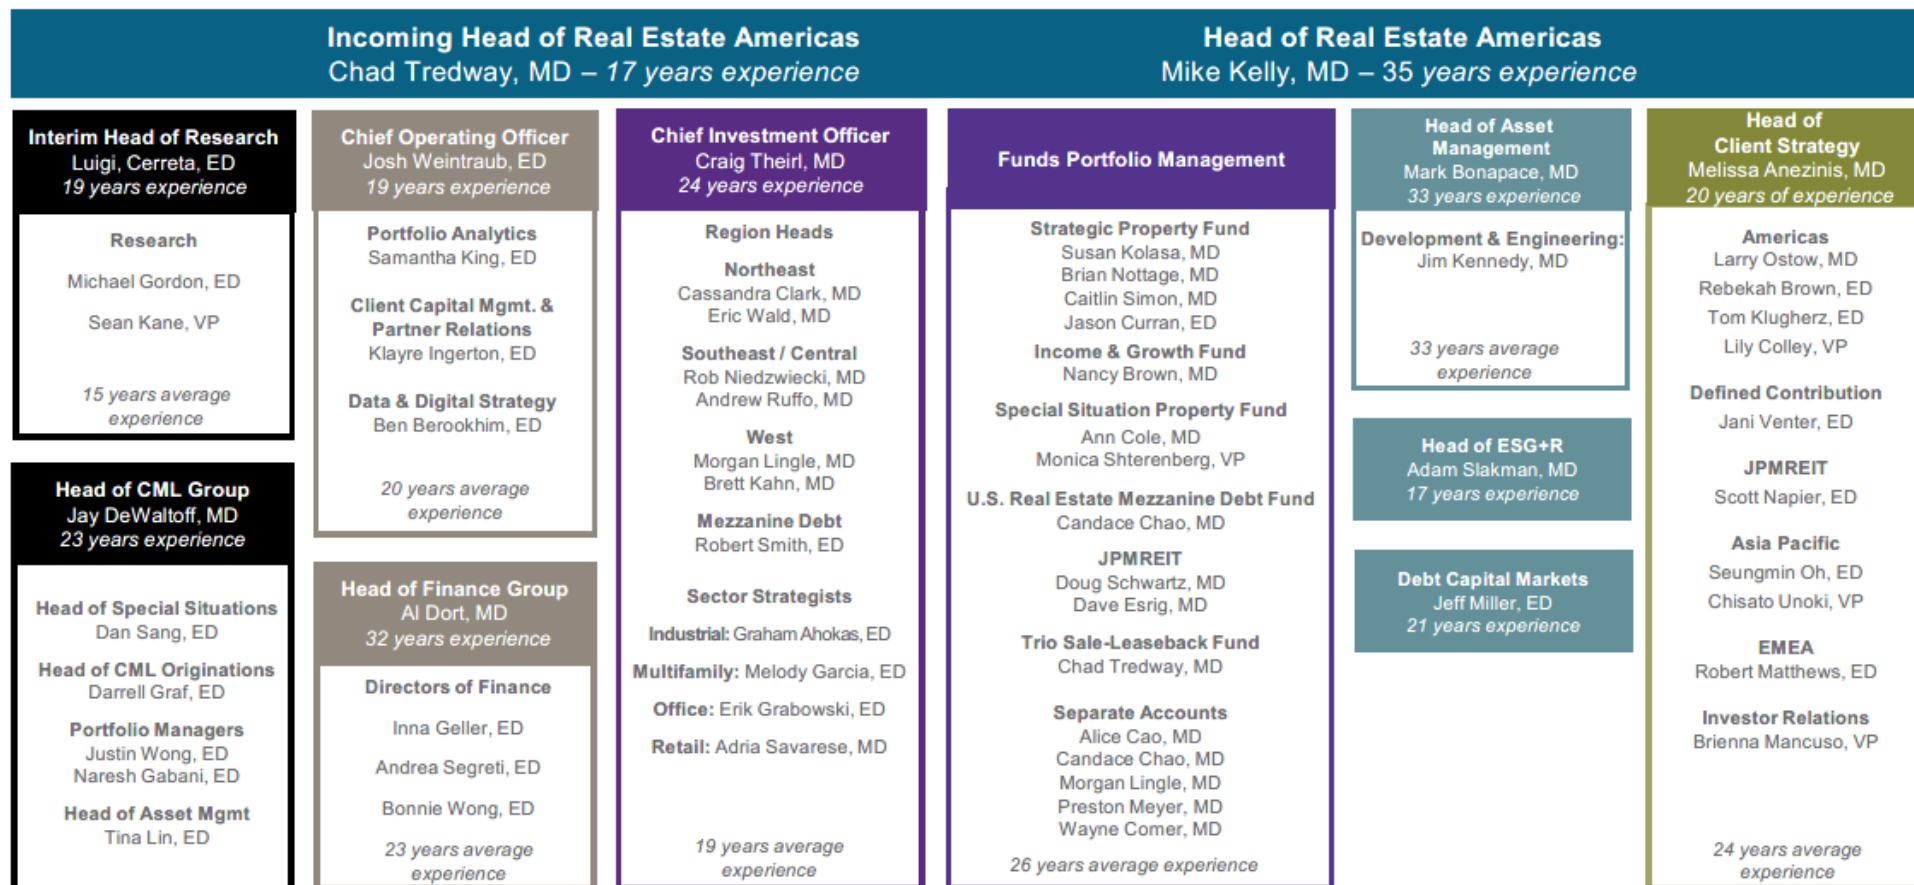 Incoming Head of Real Estate Americas
Chad Tredway, MD – 17 years experience
Head of Real Estate Americas
Mike Kelly, MD – 35 years experience
Interim Head of Research
Luigi, Cerreta, ED
19 years experience
Research
Michael Gordon, ED
Sean Kane, VP
15 years average
experience
Head of CML Group
Jay DeWaltoff, MD
23 years experience
Head of Special Situations
Dan Sang, ED
Head of CML Originations
Darrell Graf, ED
Portfolio Managers
Justin Wong, ED
Naresh Gabani, ED
Head of Asset Mgmt
Tina Lin, ED
Chief Operating Officer
Josh Weintraub, ED
19 years experience
Portfolio Analytics
Samantha King, ED
Client Capital Mgmt. &
Partner Relations
Klayre Ingerton, ED
Data & Digital Strategy
Ben Berookhim, ED
20 years average
experience
Head of Finance Group
Al Dort, MD
32 years experience
Directors of Finance
Inna Geller, ED
Andrea Segreti, ED
Bonnie Wong, ED
23 years average
experience
Chief Investment Officer
Craig Theirl, MD
24 years experience
Region Heads
Northeast
Cassandra Clark, MD
Eric Wald, MD
Southeast / Central
Rob Niedzwiecki, MD
Andrew Ruffo, MD
West
Morgan Lingle, MD
Brett Kahn, MD
Mezzanine Debt
Robert Smith, ED
Sector Strategists
Industrial: Graham Ahokas, ED
Multifamily: Melody Garcia, ED
Office: Erik Grabowski, ED
Retail: Adria Savarese, MD
19 years average
experience
Funds Portfolio Management
Strategic Property Fund
Susan Kolasa, MD
Brian Nottage, MD
Caitlin Simon, MD
Jason Curran, ED
Income & Growth Fund
Nancy Brown, MD
Special Situation Property Fund
Ann Cole, MD
Monica Shterenberg, VP
U.S. Real Estate Mezzanine Debt Fund
Candace Chao, MD
JPMREIT
Doug Schwartz, MD
Dave Esrig, MD
Trio Sale-Leaseback Fund
Chad Tredway, MD
Separate Accounts
Alice Cao, MD
Candace Chao, MD
Morgan Lingle, MD
Preston Meyer, MD
Wayne Comer, MD
26 years average experience
Head of Asset
Management
Mark Bonapace, MD
33 years experience
Development & Engineering:
Jim Kennedy, MD
33 years average
experience
Head of ESG+R
Adam Slakman, MD
17 years experience
Debt Capital Markets
Jeff Miller, ED
21 years experience
Head of
Client Strategy
Melissa Anezinis, MD
20 years of experience
Americas
Larry Ostow, MD
Rebekah Brown, ED
Tom Klugherz, ED
Lily Colley, VP
Defined Contribution
Jani Venter, ED
JPMREIT
Scott Napier, ED
Asia Pacific
Seungmin Oh, ED
Chisato Unoki, VP
EMEA
Robert Matthews, ED
Investor Relations
Brienna Mancuso, VP
24 years average
experience